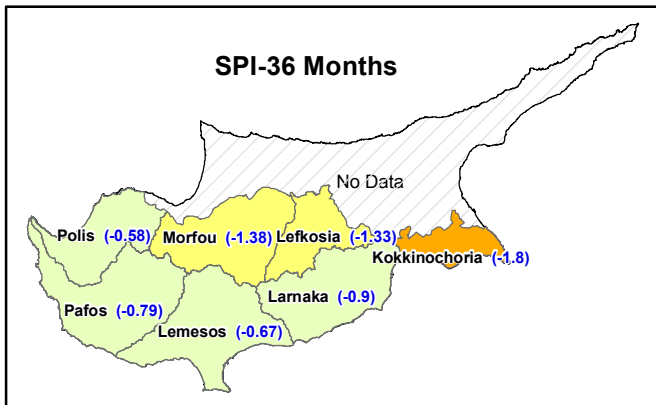 SPI-36 Months
No Data
Polis (-0.58)
Morfou (-1.38)
Lefkosia (-1.33)
Kokkinochoria (-1.8)
Pafos (-0.79)
Larnaka (-0.9)
Lemesos (-0.67)